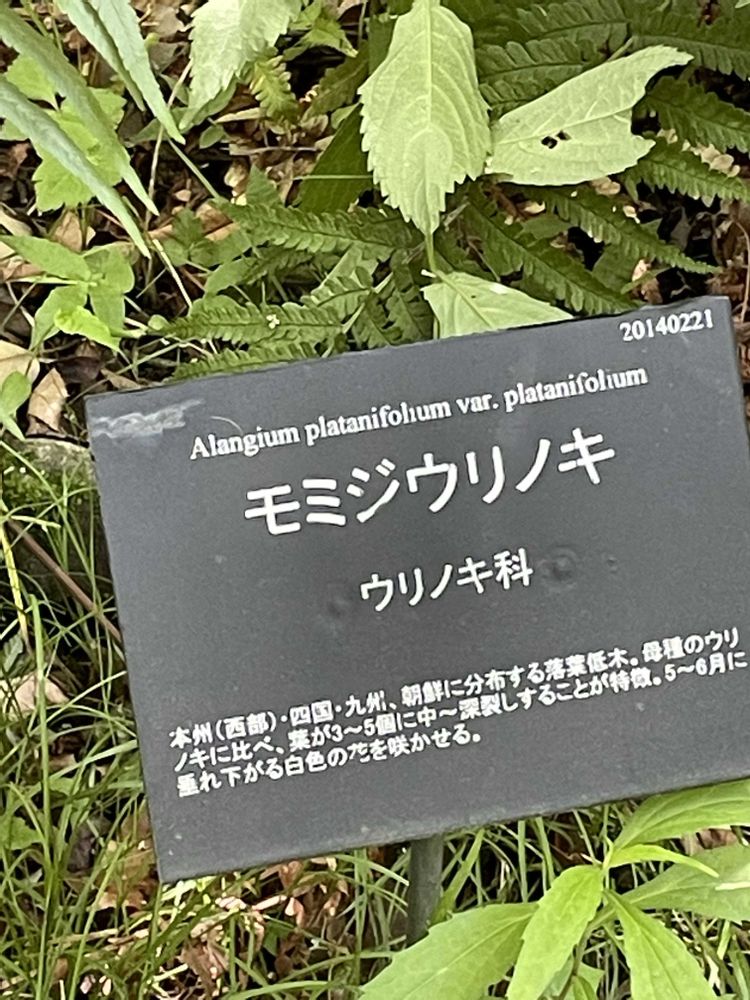 20140221
Alangium platanifolium var. platanifolium
モミジウリノキ
ウリノキ科
本州(西部)・四国・九州、朝鮮に分布する落葉低木。母種のウリ
ノキに比べ、葉が3〜5個に中〜深裂しすることが特徴。5〜6月に
垂れ下がる白色の花を咲かせる。